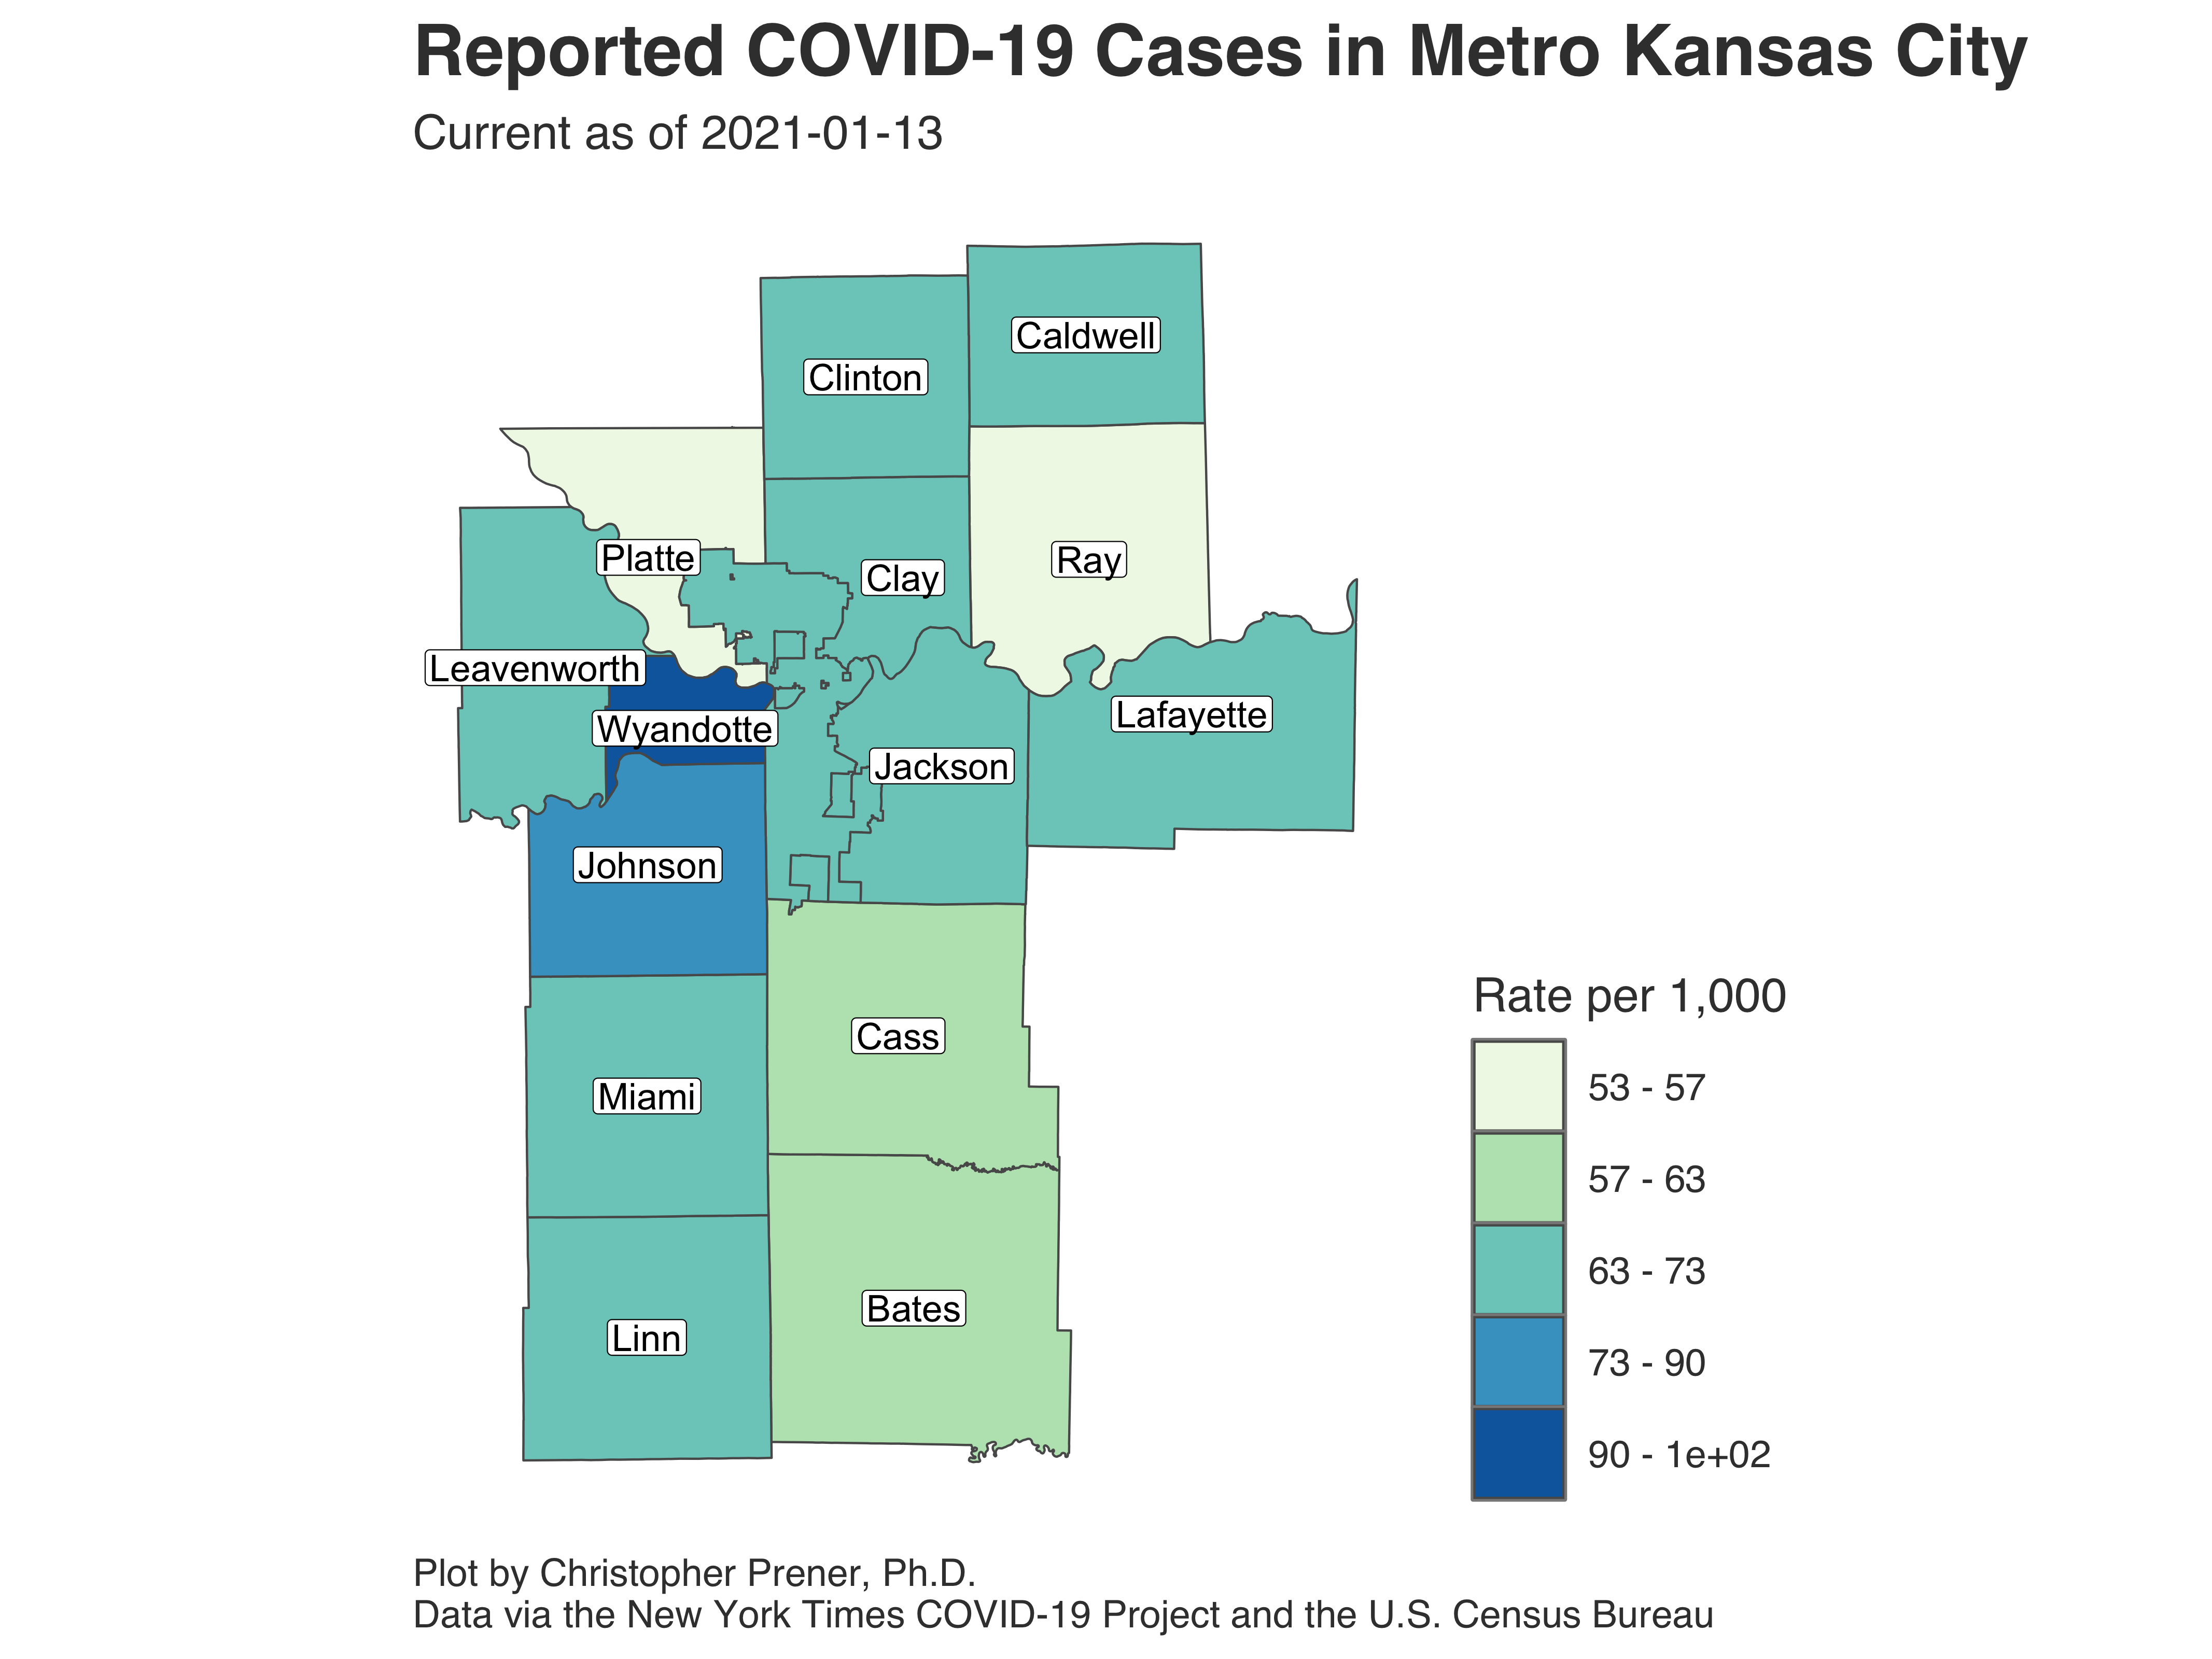 Reported COVID-19 Cases in Metro Kansas City
Current as of 2021-01-13
Caldwell
Clinton
Platte
Clay
Ray
Leavenworth
Wyandotte
Lafayette
Jackson
Johnson
Cass
Miami
Bates
Linn
Rate per 1,000
53 - 57
57 - 63
63 - 73
73 - 90
90 - 1e+02
Plot by Christopher Prener, Ph.D.
Data via the New York Times COVID-19 Project and the U.S. Census Bureau